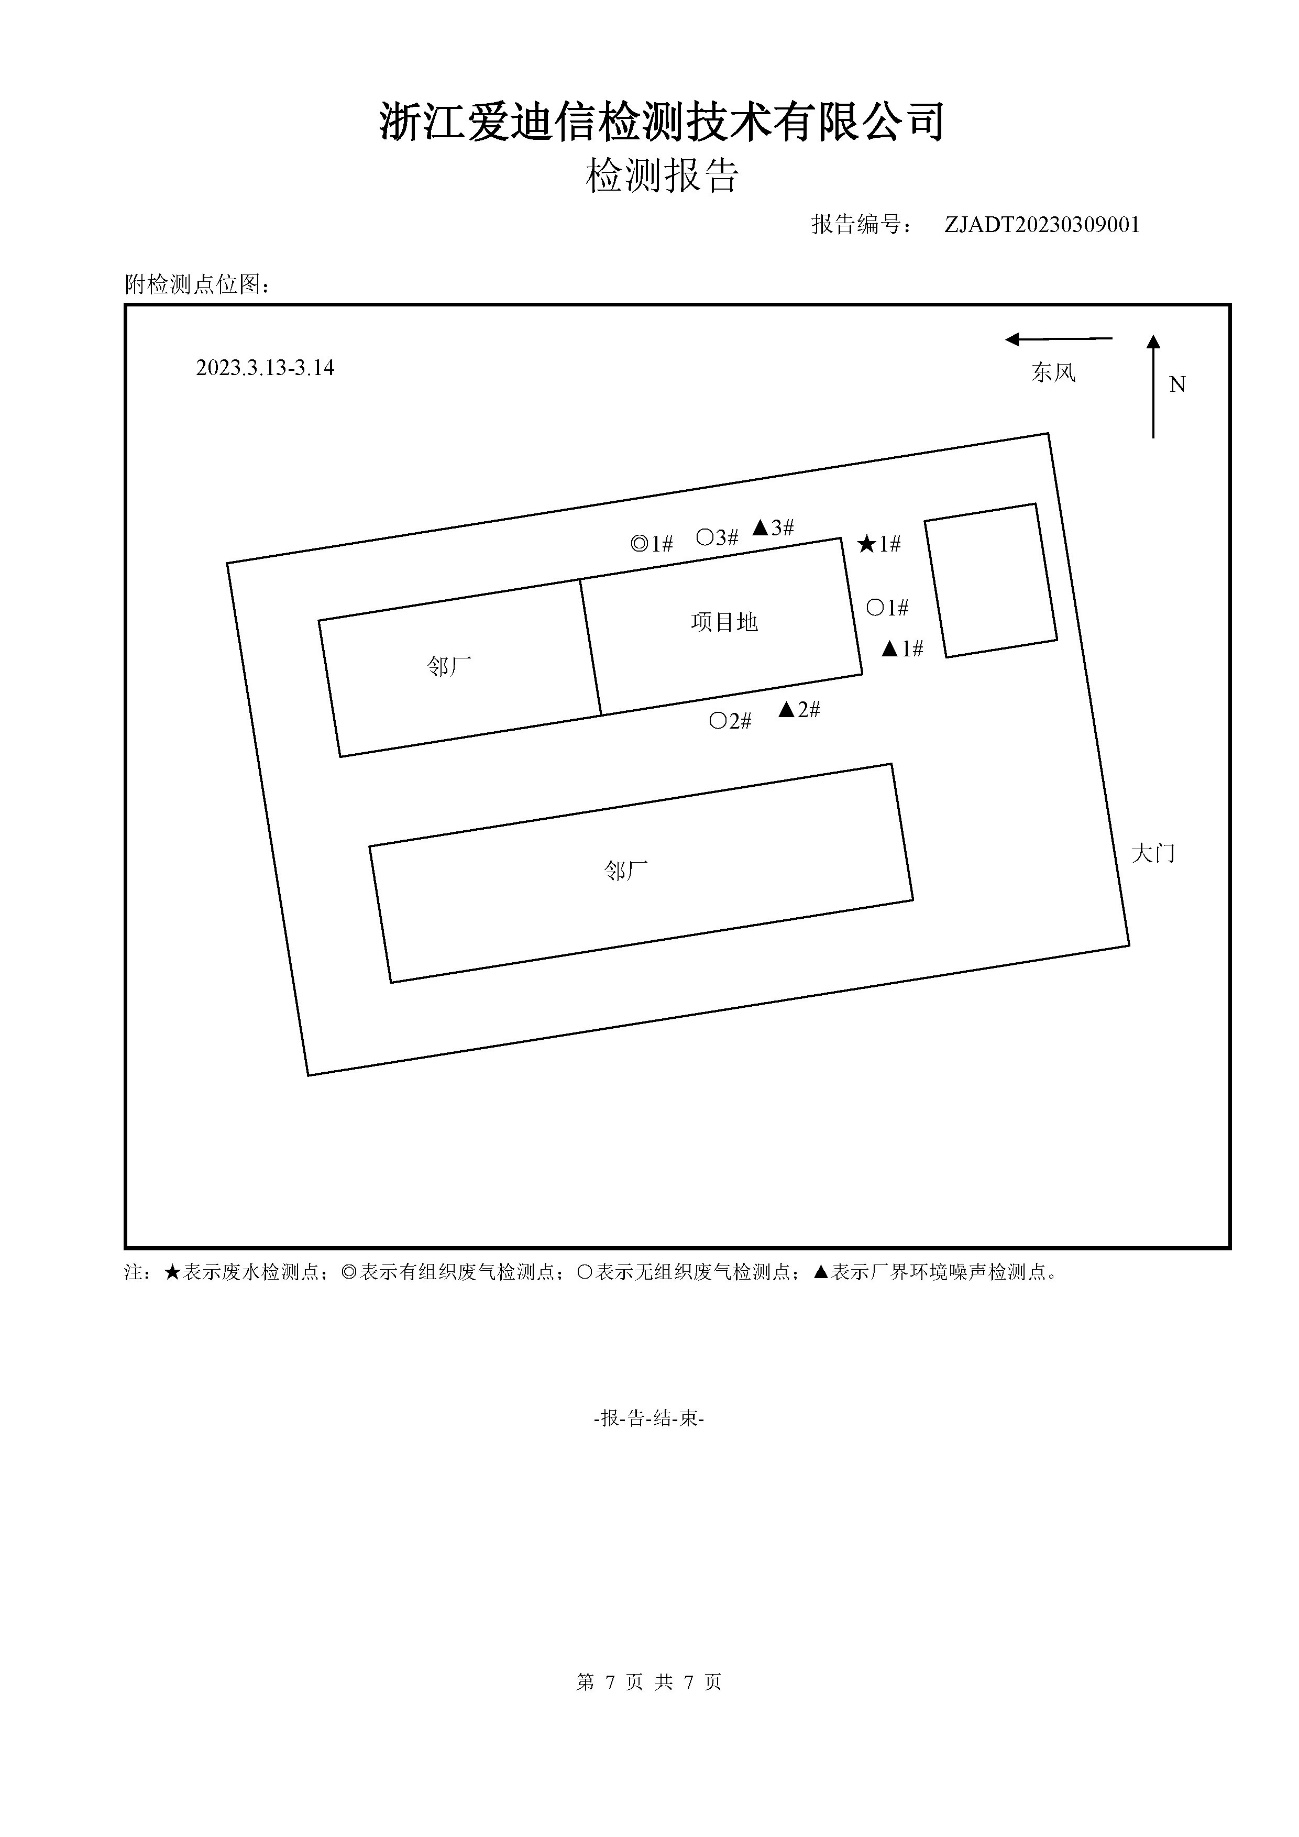 浙江爱迪信检测技术有限公司
检测报告
报告编号： ZJADT20230309001
附检测点位图：
2023.3.13-3.14
东风
N
◎1# ○3# ▲3#
★1#
○1#
项目地
▲1#
邻厂
○2# ▲2#
大门
邻厂
注：★表示废水检测点；◎表示有组织废气检测点；○表示无组织废气检测点；▲表示厂界环境噪声检测点。
-报-告-结-束-
第 7 页 共 7 页